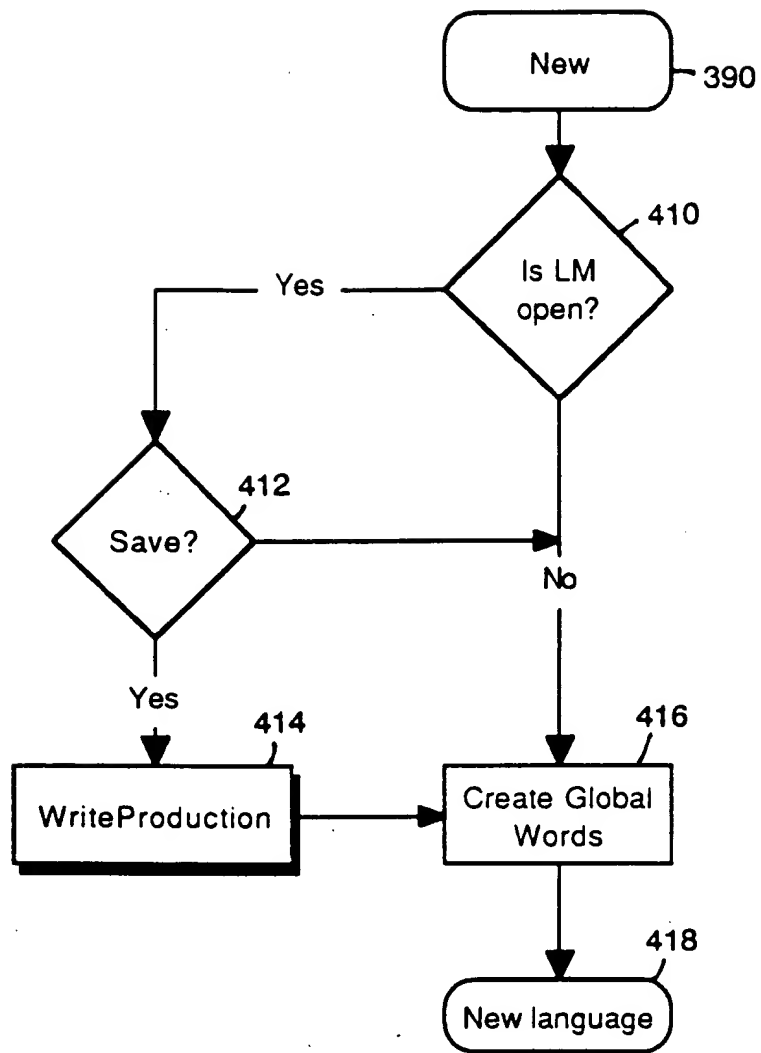 New
390
410
Is LM
open?
Yes
412
Save?
No
Yes
414
416
WriteProduction
Create Global
Words
418
New language